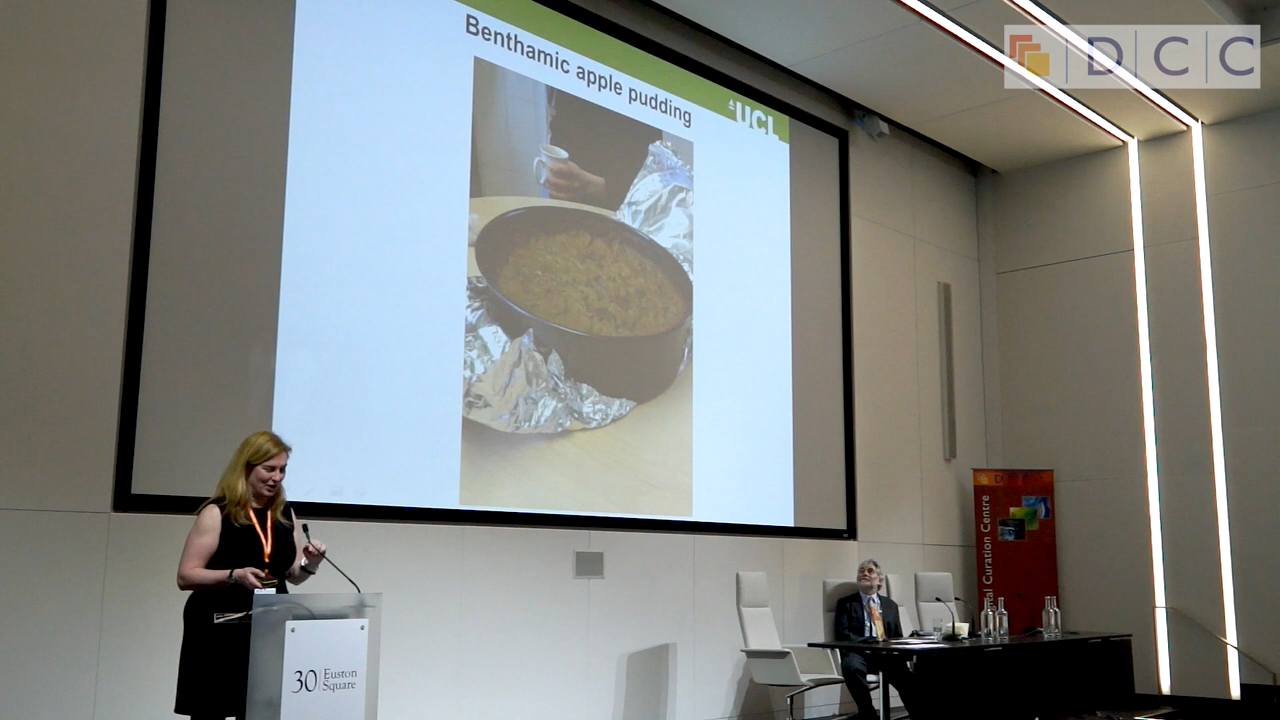 Benthamic apple pudding
UCL
DCC
al Curation Centre
30 Euston
Square